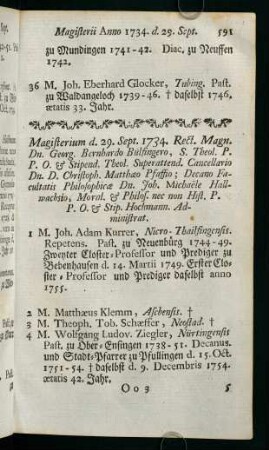 Magisterii Anno 1734. d. 29. Sept. 591
zu Mundingen 1741-42. Diac. zu Neuffen
1742.
36 M. Joh. Eberhard Glocker, Tubing. Past.
zu Waldangeloch 1739-46. † daselbst 1746.
ætatis 33. Jahr.
Magisterium d. 29. Sept. 1734. Rect. Magn.
Dn. Georg. Bernhardo Bülfingero, S. Theol. P.
P. O. & Stipend. Theol. Superattend. Cancellario
Dn. D. Christoph. Matthæo Pfaffio; Decano Fa-
cultatis Philosophicæ Dn. Joh. Michaële Hall-
wachsio, Moral. & Philos. nec non Hist. P.
P. O. & Stip. Hochmann. Ad-
ministrat.
1 M. Joh. Adam Kurrer, Nicro-Thailfingensis.
Repetens. Past. zu Neuenbürg 1744-49.
Zweyter Closter-Professor und Prediger zu
Bebenhausen d. 14. Martii 1749. Erster Clo-
ster-Professor und Prediger daselbst anno
1755.
2 M. Matthæus Klemm, Aschensis. †
3 M. Theoph. Tob. Schæffer, Neostad. †
4 M. Wolfgang Ludov. Ziegler, Nürtingensis
Past. zu Ober-Ensingen 1738-51. Decanus.
und Stadt-Pfarrer zu Pfullingen d. 15. Oct.
1751-54. † daselbst d. 9. Decembris 1754.
ætatis 42. Jahr.
O o 3 5